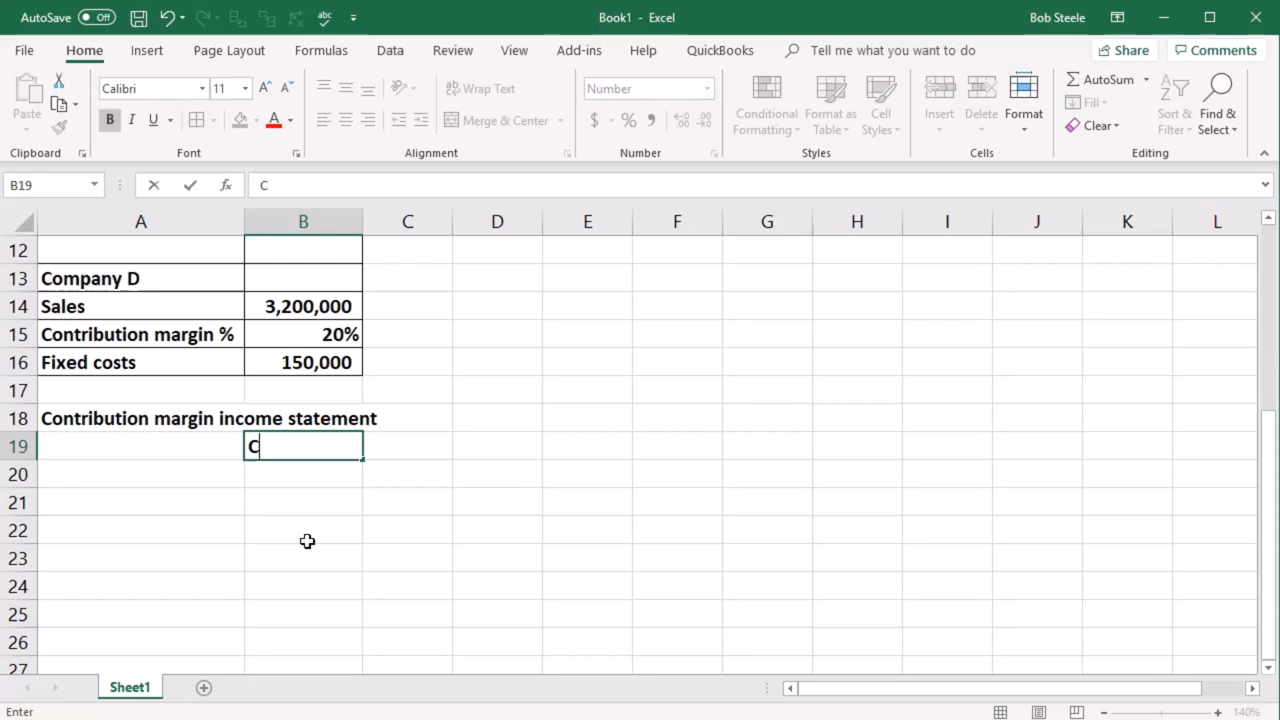 AutoSave Off abc Book1 - Excel Bob Steele
File Home Insert Page Layout Formulas Data Review View Add-ins Help QuickBooks Tell me what you want to do Share Comments
Paste
Calibri 11 A A
B I U A
ab Wrap Text
Merge & Center
Number
$ % , .00
Conditional Formatting
Format as Table
Cell Styles
Insert Delete Format
AutoSum
Fill
Clear
Sort & Filter
Find & Select
Clipboard Font Alignment Number Styles Cells Editing
B19 fx C
A B C D E F G H I J K L
12
13 Company D
14 Sales 3,200,000
15 Contribution margin % 20%
16 Fixed costs 150,000
17
18 Contribution margin income statement
19 C
20
21
22
23
24
25
26
27
Sheet1
Enter 140%